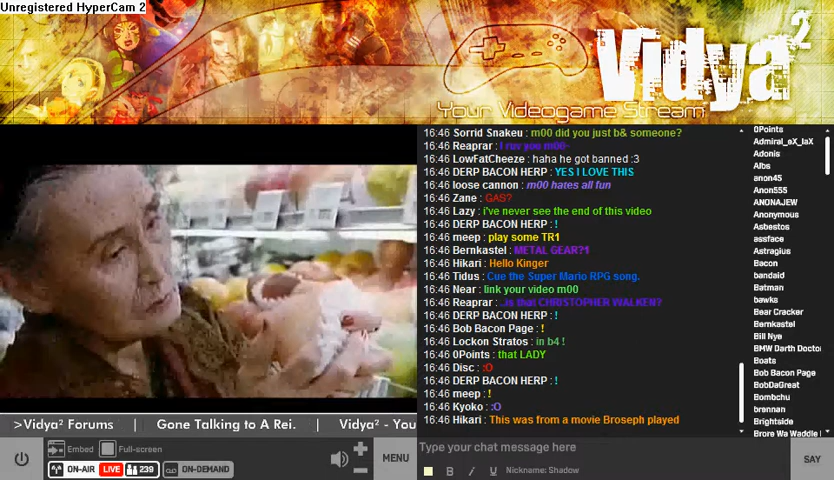 Unregistered HyperCam 2
Vidya²
Your Videogame Stream
16:46 Sorrid Snakeu : m00 did you just b& someone?
16:46 Reaprar : I ruv you m00~
16:46 LowFatCheeze : haha he got banned :3
16:46 DERP BACON HERP : YES I LOVE THIS
16:46 loose cannon : m00 hates all fun
16:46 Zane : GAS?
16:46 Lazy : i've never see the end of this video
16:46 DERP BACON HERP : !
16:46 meep : play some TR1
16:46 Bernkastel : METAL GEAR?1
16:46 Hikari : Hello Kinger
16:46 Tidus : Cue the Super Mario RPG song.
16:46 Near : link your video m00
16:46 Reaprar : ..is that CHRISTOPHER WALKEN?
16:46 DERP BACON HERP : !
16:46 Bob Bacon Page : !
16:46 Lockon Stratos : in b4 !
16:46 0Points : that LADY
16:46 Disc : :O
16:46 DERP BACON HERP : !
16:46 meep : !
16:46 Kyoko : :O
16:46 Hikari : This was from a movie Broseph played
0Points
Admiral_eX_laX
Adonis
Albs
anon45
Anon555
ANONAJEW
Anonymous
Asbestos
assface
Astragius
Bacon
bandaid
Batman
bawks
Bear Cracker
Bernkastel
Bill Nye
BMW Darth Docto
Boats
Bob Bacon Page
BobDaGreat
Bombchu
brennan
Brightside
Brore Wa Waddle
>Vidya² Forums | Gone Talking to A Rei. | Vidya² - You
Embed Full-screen
ON-AIR LIVE 239 ON-DEMAND
MENU
Type your chat message here
B I U Nickname: Shadow
SAY